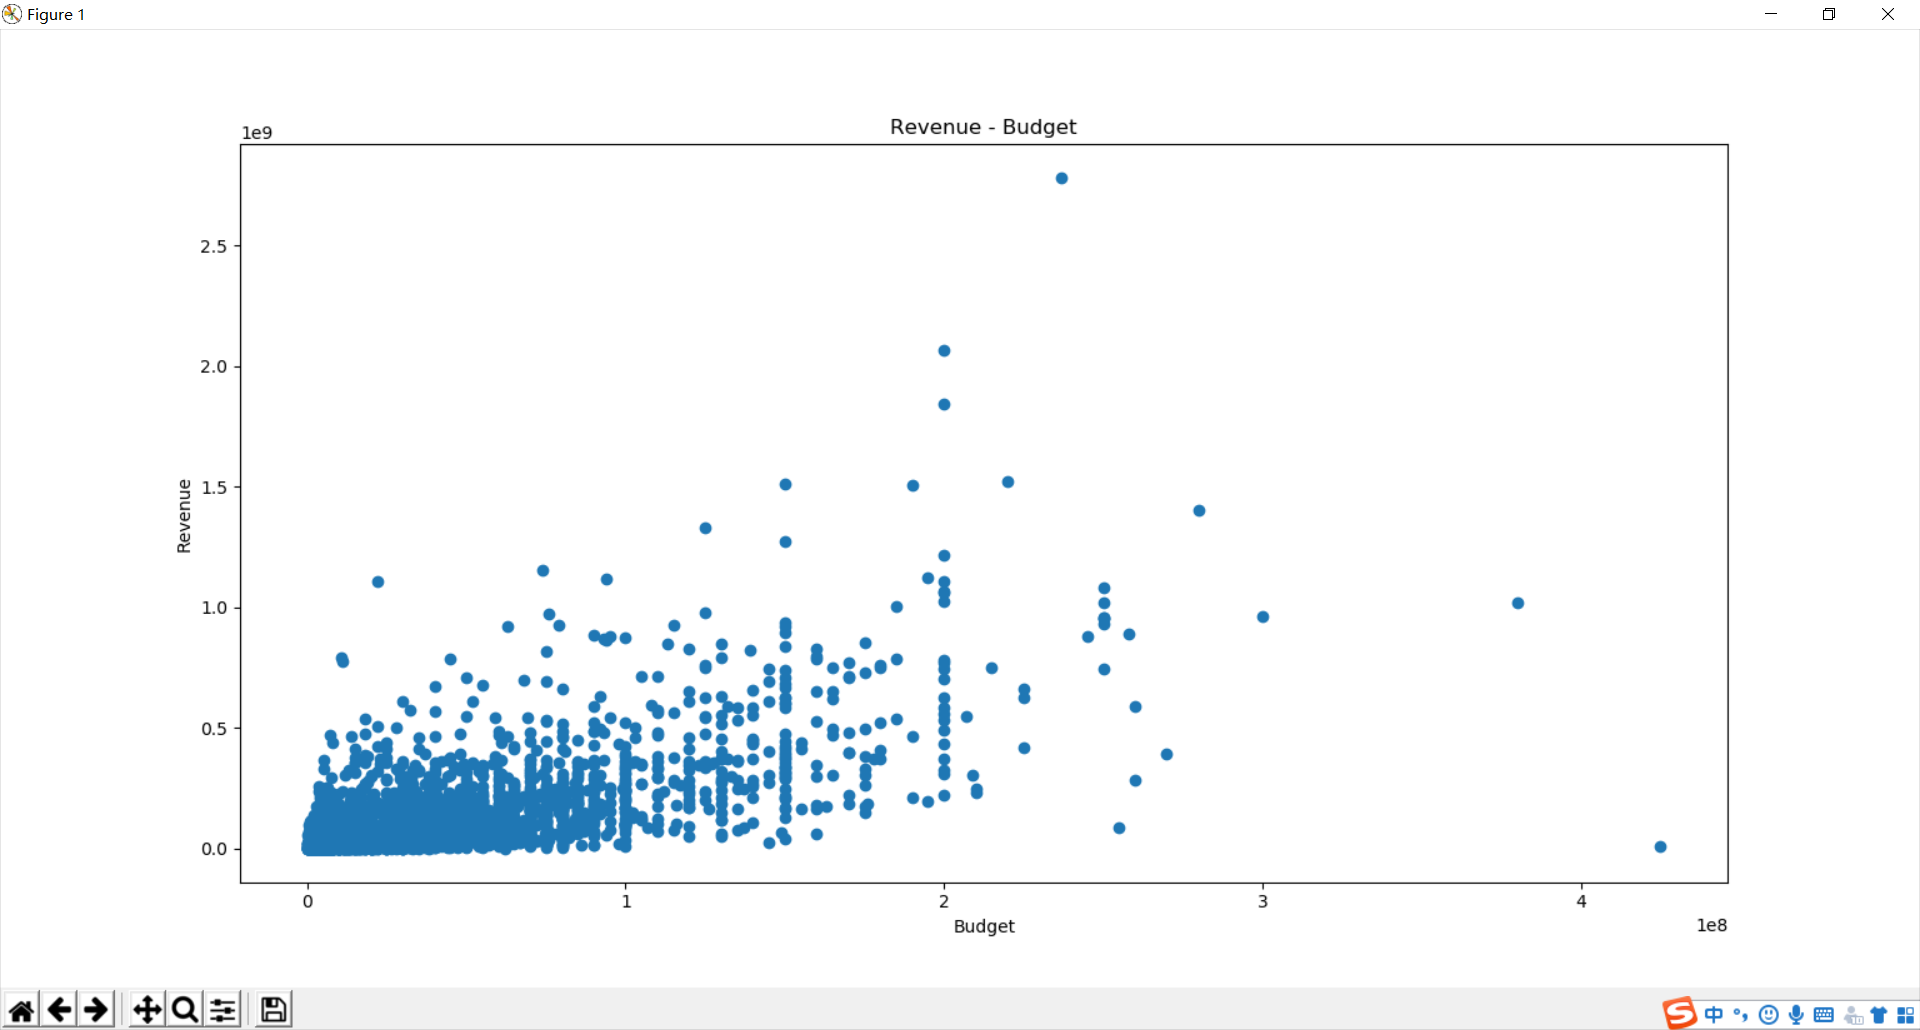 Figure 1
Revenue - Budget
1e9
2.5
2.0
1.5
1.0
0.5
0.0
Revenue
0 1 2 3 4
Budget
1e8
S 中